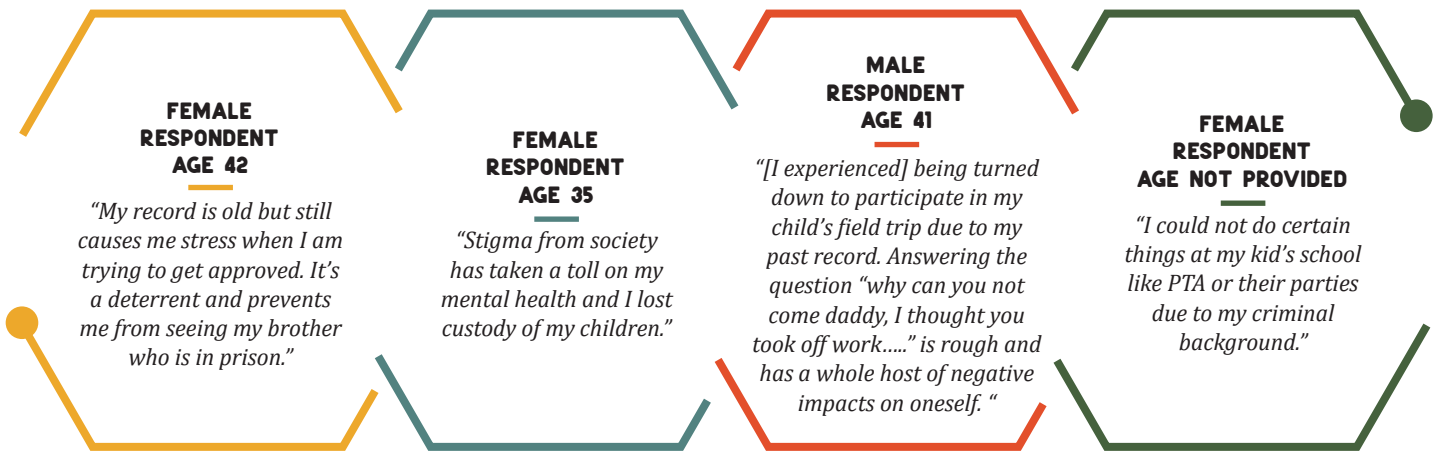 FEMALE
RESPONDENT
AGE 42
“My record is old but still
causes me stress when I am
trying to get approved. It’s
a deterrent and prevents
me from seeing my brother
who is in prison.”
FEMALE
RESPONDENT
AGE 35
“Stigma from society
has taken a toll on my
mental health and I lost
custody of my children.”
MALE
RESPONDENT
AGE 41
“[I experienced] being turned
down to participate in my
child’s field trip due to my
past record. Answering the
question “why can you not
come daddy, I thought you
took off work.....” is rough and
has a whole host of negative
impacts on oneself. “
FEMALE
RESPONDENT
AGE NOT PROVIDED
“I could not do certain
things at my kid’s school
like PTA or their parties
due to my criminal
background.”